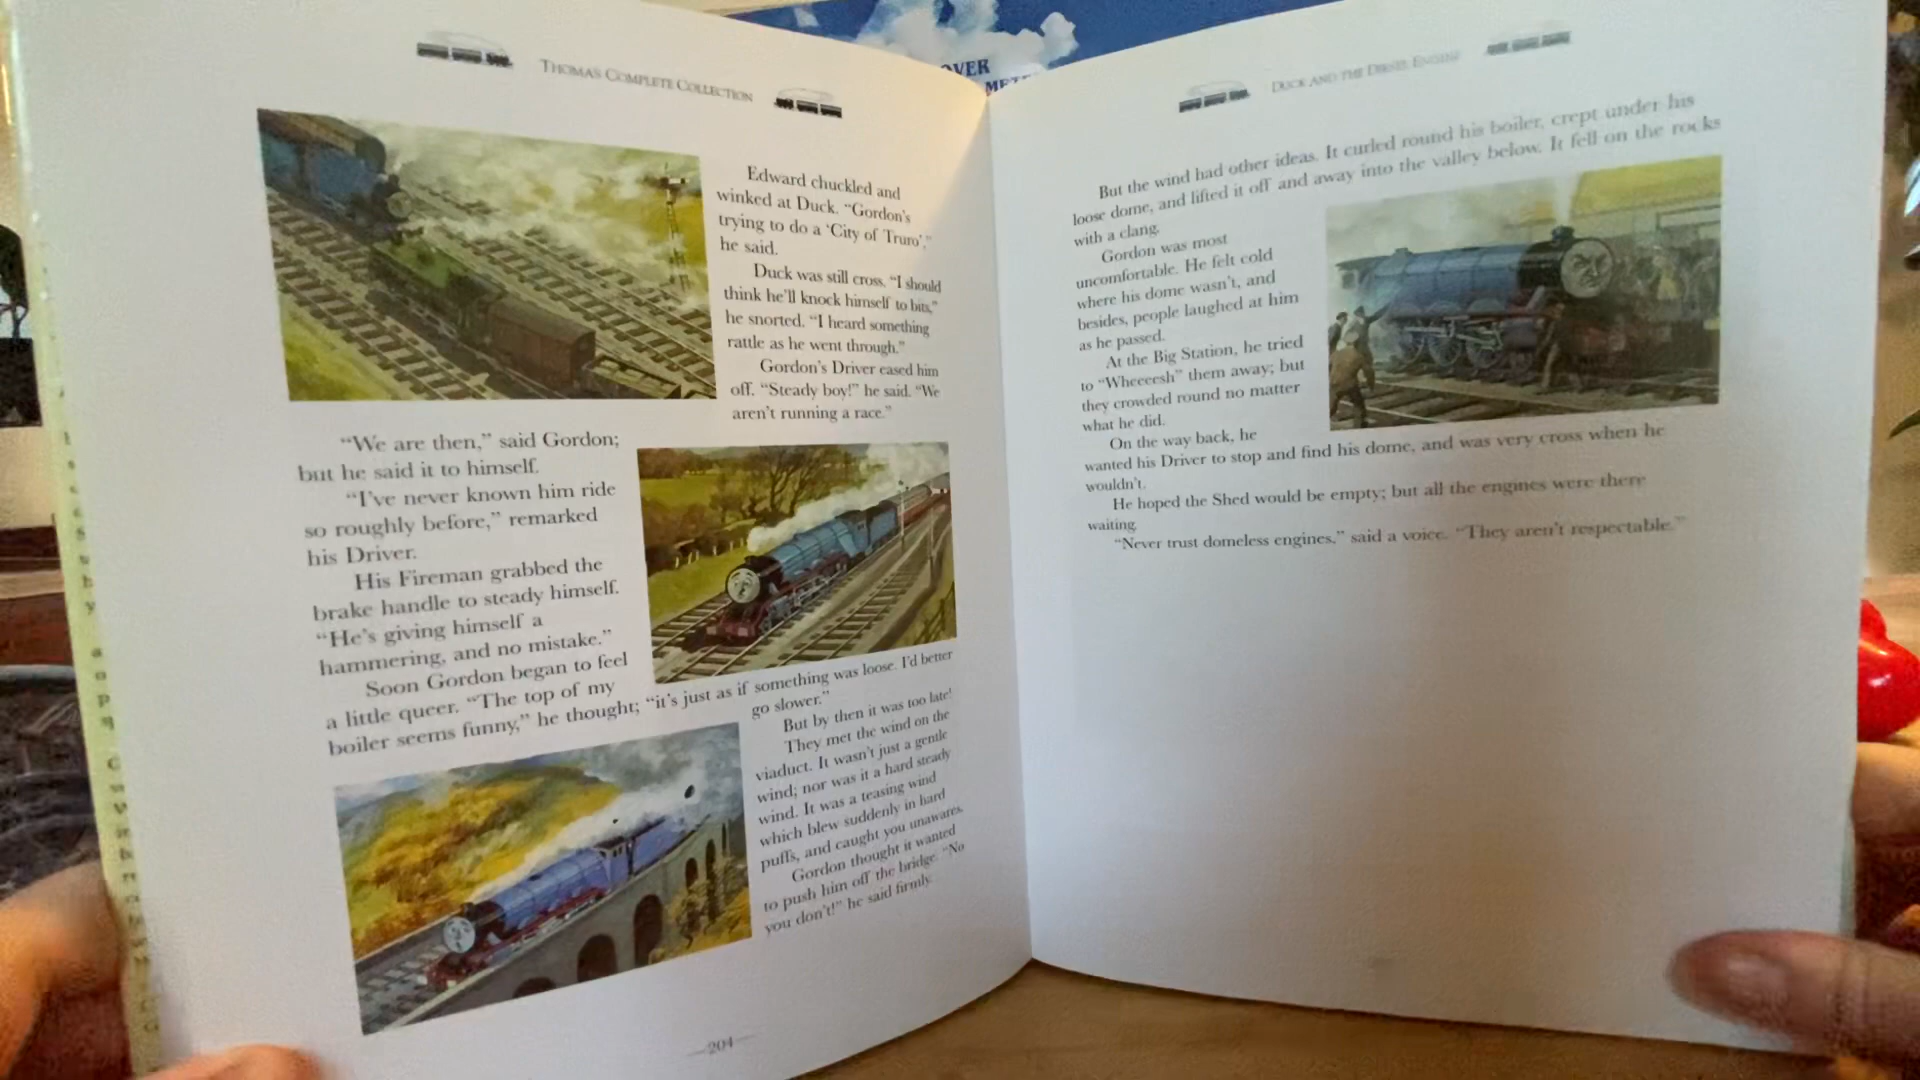 OVER
THOMAS COMPLETE COLLECTION
Edward chuckled and
winked at Duck. “Gordon's
trying to do a ‘City of Truro’,”
he said.
Duck was still cross. “I should
think he'll knock himself to bits,”
he snorted. “I heard something
rattle as he went through.”
Gordon's Driver eased him
off. “Steady boy!” he said. “We
aren't running a race.”
“We are then,” said Gordon;
but he said it to himself.
“I've never known him ride
so roughly before,” remarked
his Driver.
His Fireman grabbed the
brake handle to steady himself.
“He's giving himself a
hammering, and no mistake.”
Soon Gordon began to feel
a little queer. “The top of my
boiler seems funny,” he thought; “it's just as if something was loose. I'd better
go slower.”
But by then it was too late!
They met the wind on the
viaduct. It wasn't just a gentle
wind; nor was it a hard steady
wind. It was a teasing wind
which blew suddenly in hard
puffs, and caught you unawares.
Gordon thought it wanted
to push him off the bridge. “No
you don't!” he said firmly.
204
DUCK AND THE DIESEL ENGINE
But the wind had other ideas. It curled round his boiler, crept under his
loose dome, and lifted it off and away into the valley below. It fell on the rocks
with a clang.
Gordon was most
uncomfortable. He felt cold
where his dome wasn't, and
besides, people laughed at him
as he passed.
At the Big Station, he tried
to “Wheeeesh” them away; but
they crowded round no matter
what he did.
On the way back, he
wanted his Driver to stop and find his dome, and was very cross when he
wouldn't.
He hoped the Shed would be empty; but all the engines were there
waiting.
“Never trust domeless engines,” said a voice. “They aren't respectable.”